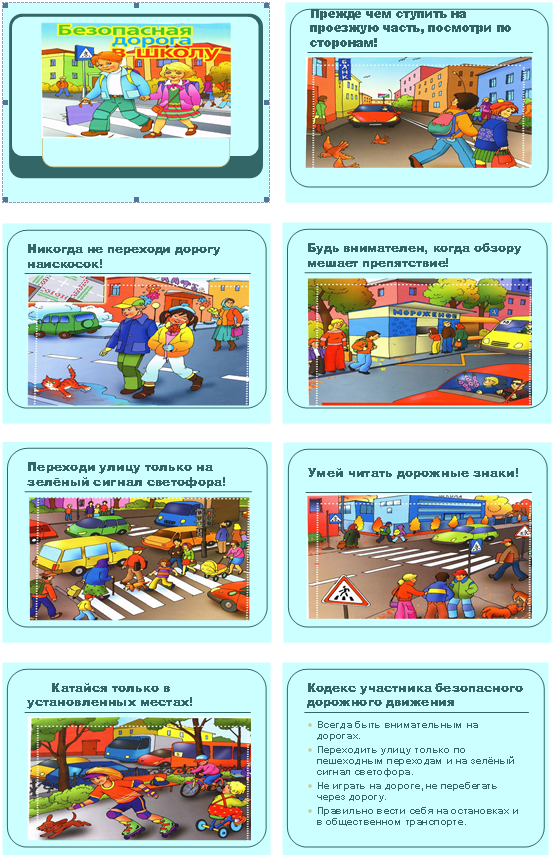 Безопасная
дорога
в школу
Прежде чем ступить на
проезжую часть, посмотри по
сторонам!
БАНК
Никогда не переходи дорогу
наискосок!
Будь внимателен, когда обзору
мешает препятствие!
МОРОЖЕНОЕ
Переходи улицу только на
зелёный сигнал светофора!
Умей читать дорожные знаки!
Катайся только в
установленных местах!
Кодекс участника безопасного
дорожного движения
Всегда быть внимательным на
дорогах.
Переходить улицу только по
пешеходным переходам и на зелёный
сигнал светофора.
Не играть на дороге, не перебегать
через дорогу.
Правильно вести себя на остановках и
в общественном транспорте.